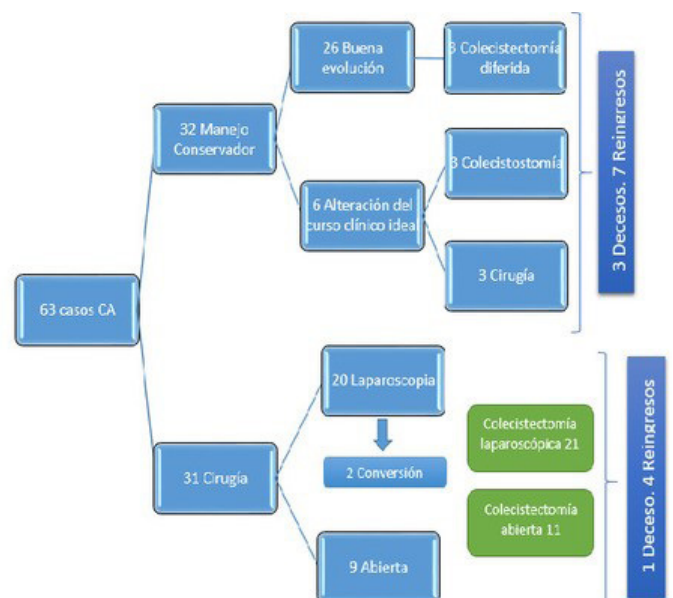 26 Buena
evolución
3 Colecistectomía
diferida
32 Manejo
Conservador
3 Colecistostomía
6 Alteración del
curso clínico ideal
3 Cirugía
3 Decesos. 7 Reingresos
63 casos CA
20 Laparoscopia
2 Conversión
31 Cirugía
9 Abierta
Colecistectomía
laparoscópica 21
Colecistectomía
abierta 11
1 Deceso. 4 Reingresos